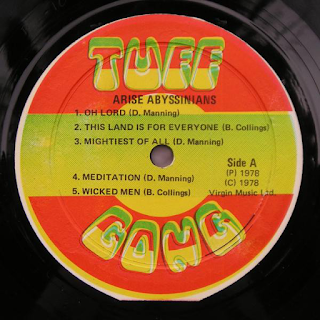 TUFF
ARISE ABYSSINIANS
1. OH LORD (D. Manning)
2. THIS LAND IS FOR EVERYONE (B. Collings)
3. MIGHTIEST OF ALL (D. Manning)
Side A
(P) 1978
4. MEDITATION (D. Manning)
(C) 1978
5. WICKED MEN (B. Collings)
Virgin Music Ltd.
GONG